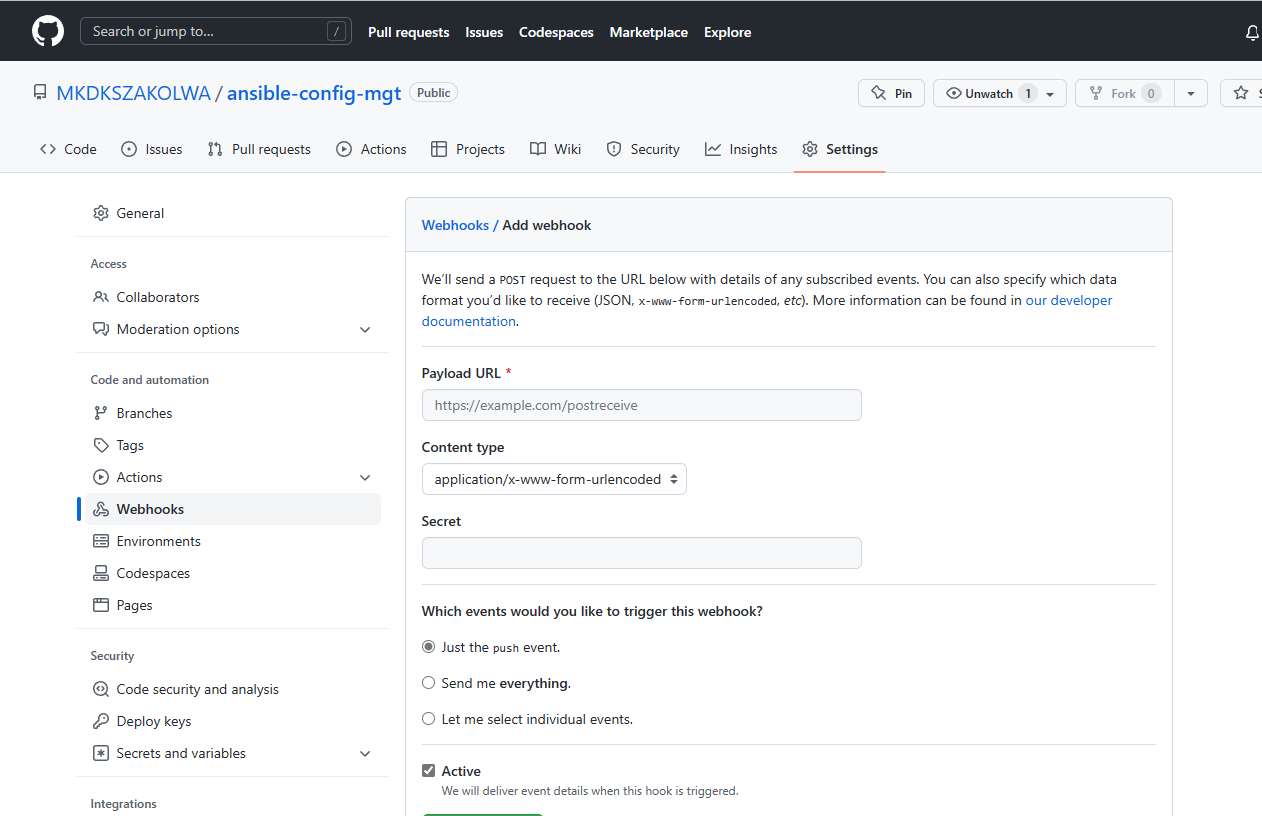 Search or jump to... /
Pull requests Issues Codespaces Marketplace Explore
MKDKSZAKOLWA / ansible-config-mgt Public
Pin Unwatch 1 Fork 0
Code Issues Pull requests Actions Projects Wiki Security Insights Settings
General
Access
Collaborators
Moderation options
Code and automation
Branches
Tags
Actions
Webhooks
Environments
Codespaces
Pages
Security
Code security and analysis
Deploy keys
Secrets and variables
Integrations
Webhooks / Add webhook
We’ll send a POST request to the URL below with details of any subscribed events. You can also specify which data
format you’d like to receive (JSON, x-www-form-urlencoded, etc). More information can be found in our developer
documentation.
Payload URL *
https://example.com/postreceive
Content type
application/x-www-form-urlencoded
Secret
Which events would you like to trigger this webhook?
Just the push event.
Send me everything.
Let me select individual events.
Active
We will deliver event details when this hook is triggered.